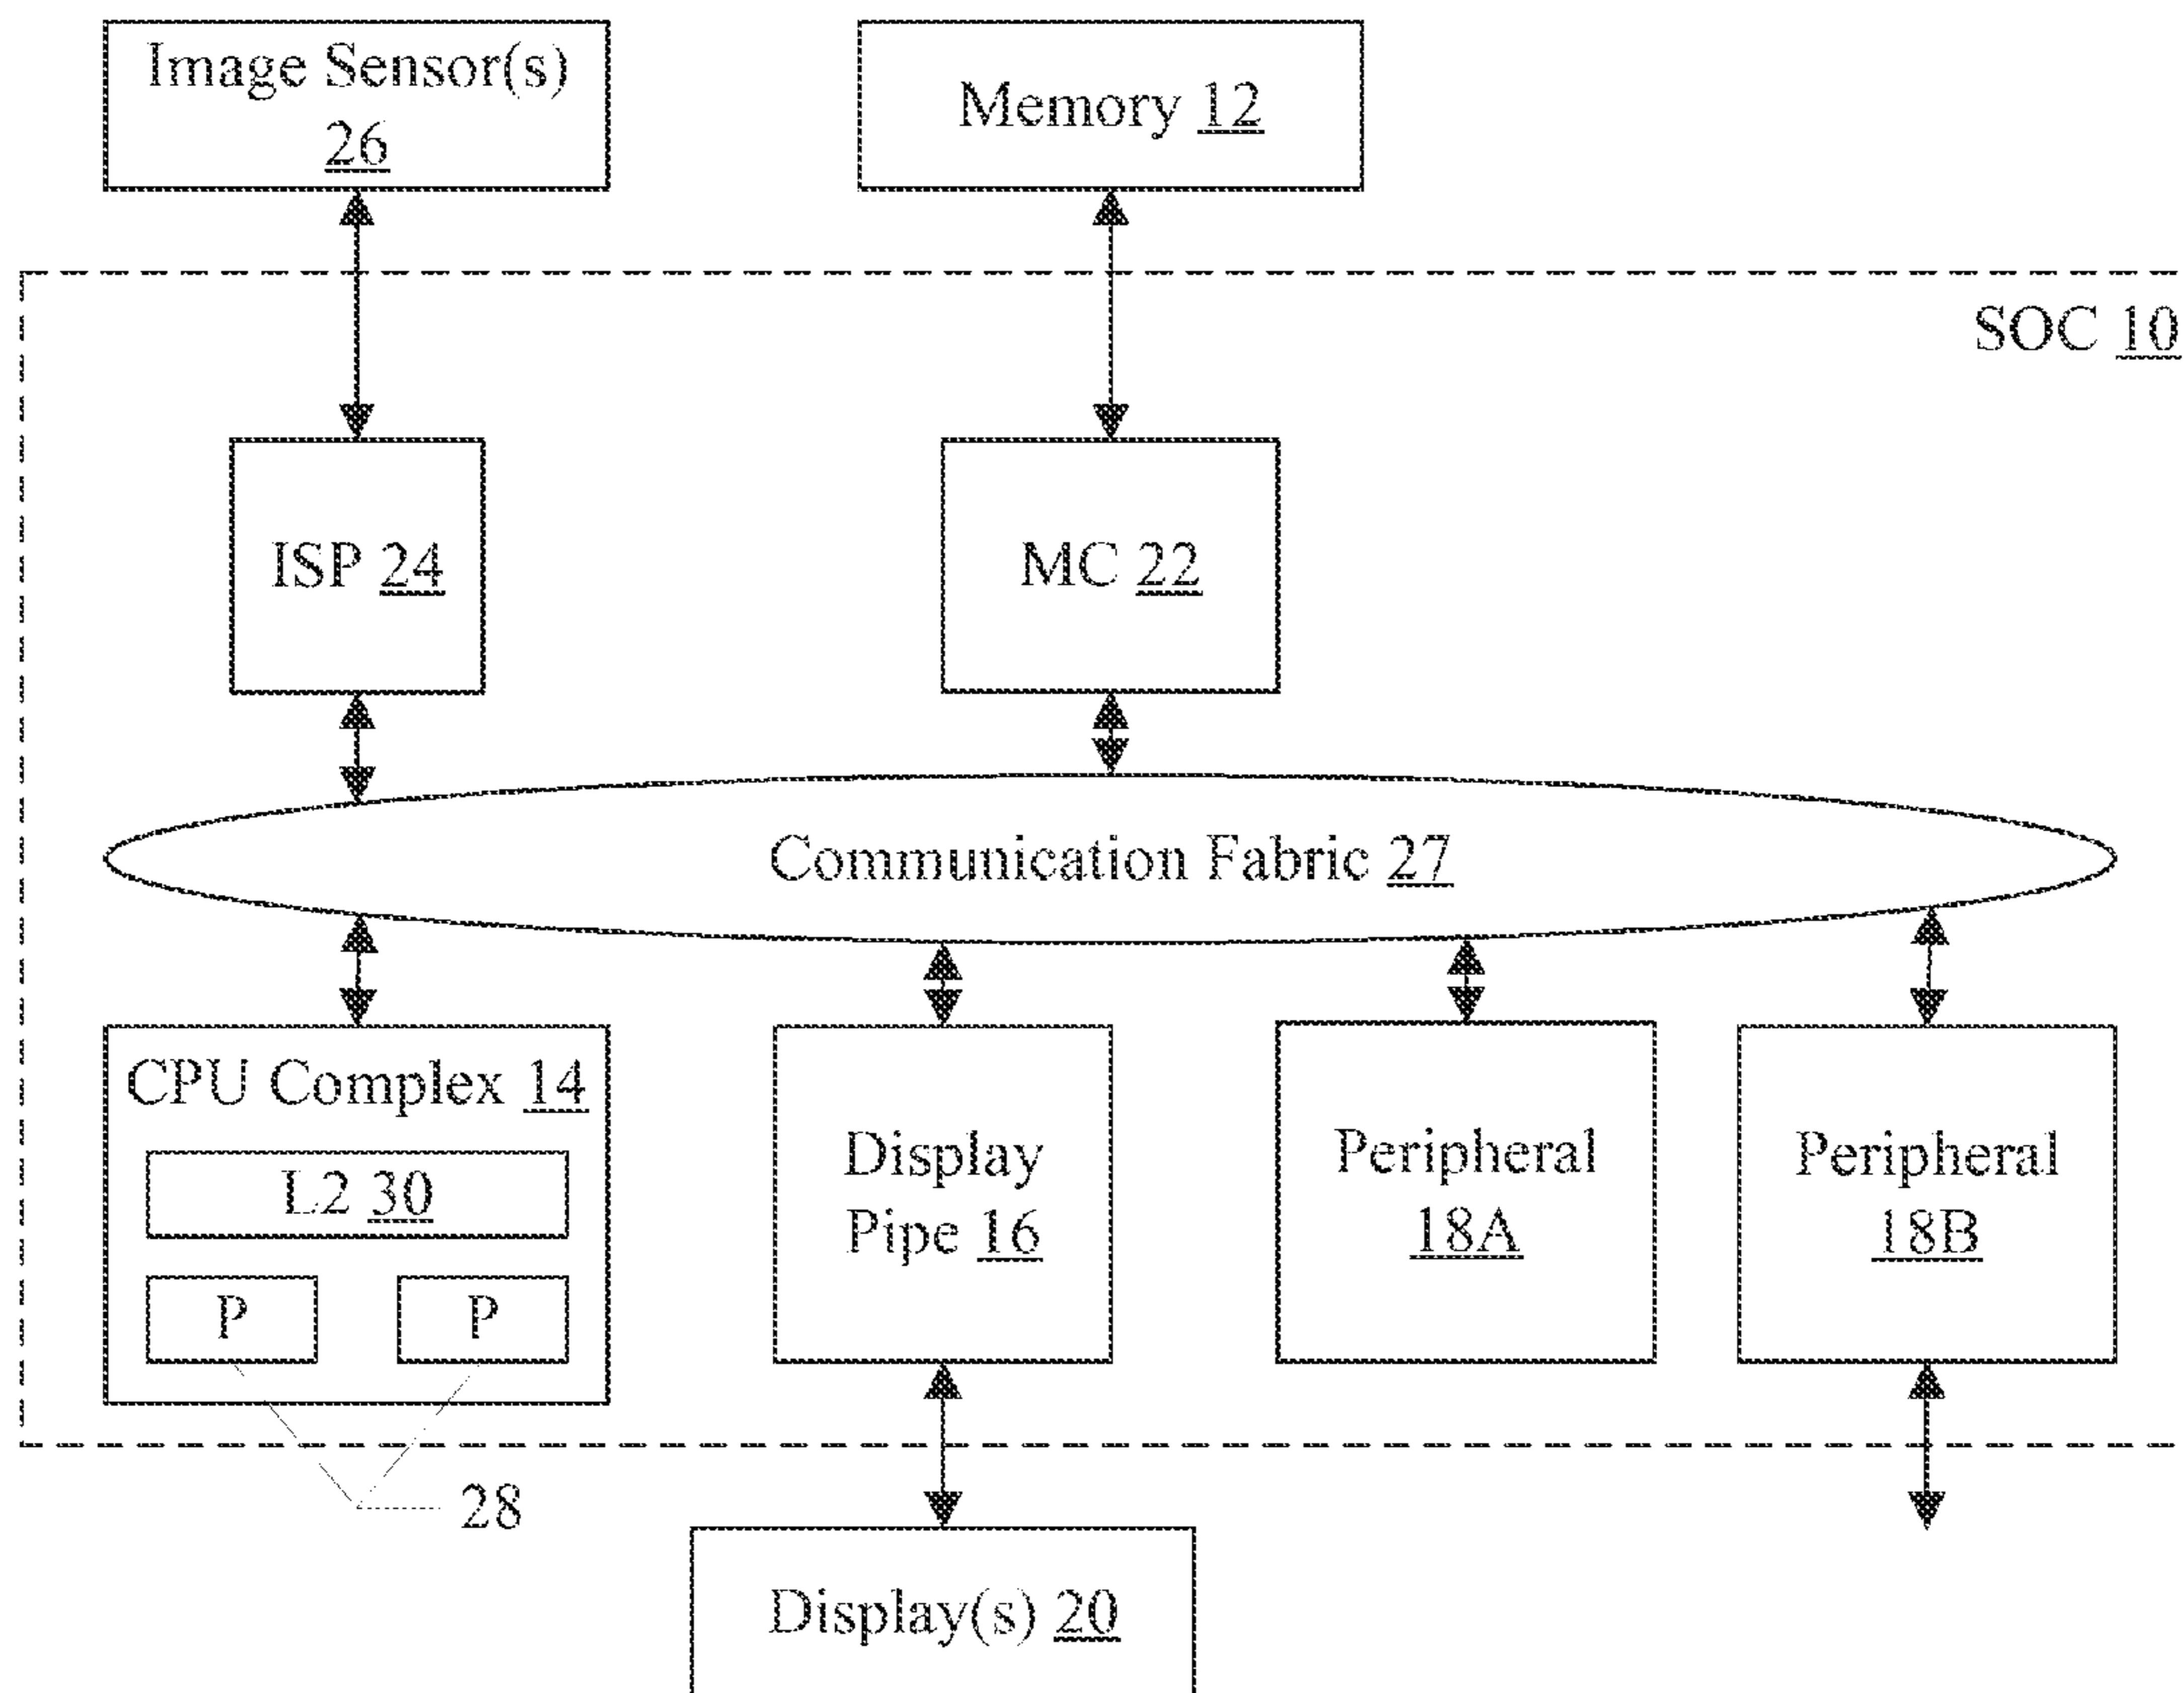 Image Sensor(s)
26
Memory 12
SOC 10
ISP 24
MC 22
Communication Fabric 27
CPU Complex 14
L2 30
P
P
28
Display
Pipe 16
Peripheral
18A
Peripheral
18B
Display(s) 20